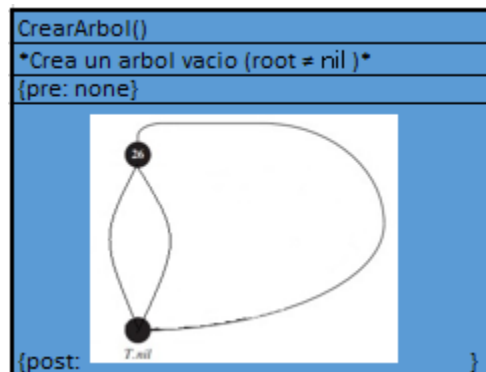 CrearArbol()
*Crea un arbol vacio (root ≠ nil )*
{pre: none}
26
T.nil
{post: }